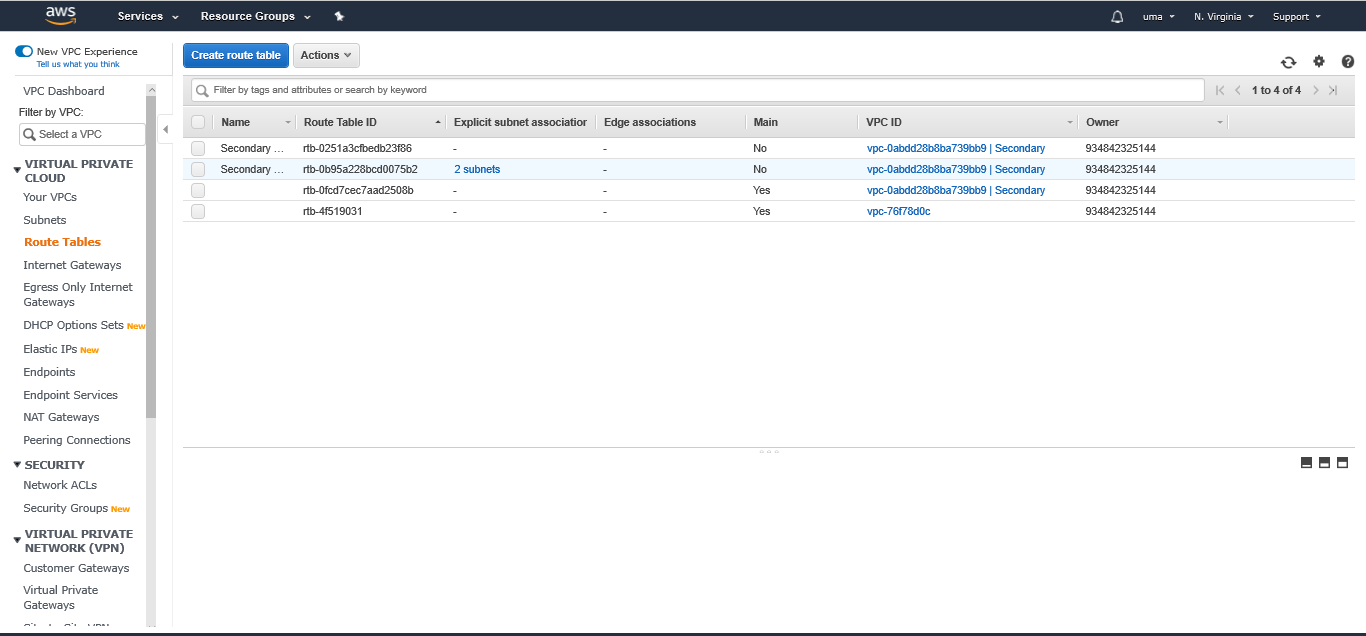 aws Services Resource Groups uma N. Virginia Support
New VPC Experience
Tell us what you think
VPC Dashboard
Filter by VPC:
Select a VPC
VIRTUAL PRIVATE
CLOUD
Your VPCs
Subnets
Route Tables
Internet Gateways
Egress Only Internet
Gateways
DHCP Options Sets New
Elastic IPs New
Endpoints
Endpoint Services
NAT Gateways
Peering Connections
SECURITY
Network ACLs
Security Groups New
VIRTUAL PRIVATE
NETWORK (VPN)
Customer Gateways
Virtual Private
Gateways
Create route table Actions
Filter by tags and attributes or search by keyword 1 to 4 of 4
Name Route Table ID Explicit subnet association Edge associations Main VPC ID Owner
Secondary ... rtb-0251a3cfbedb23f86 - - No vpc-0abdd28b8ba739bb9 | Secondary 934842325144
Secondary ... rtb-0b95a228bcd0075b2 2 subnets - No vpc-0abdd28b8ba739bb9 | Secondary 934842325144
rtb-0fcd7cec7aad2508b - - Yes vpc-0abdd28b8ba739bb9 | Secondary 934842325144
rtb-4f519031 - - Yes vpc-76f78d0c 934842325144